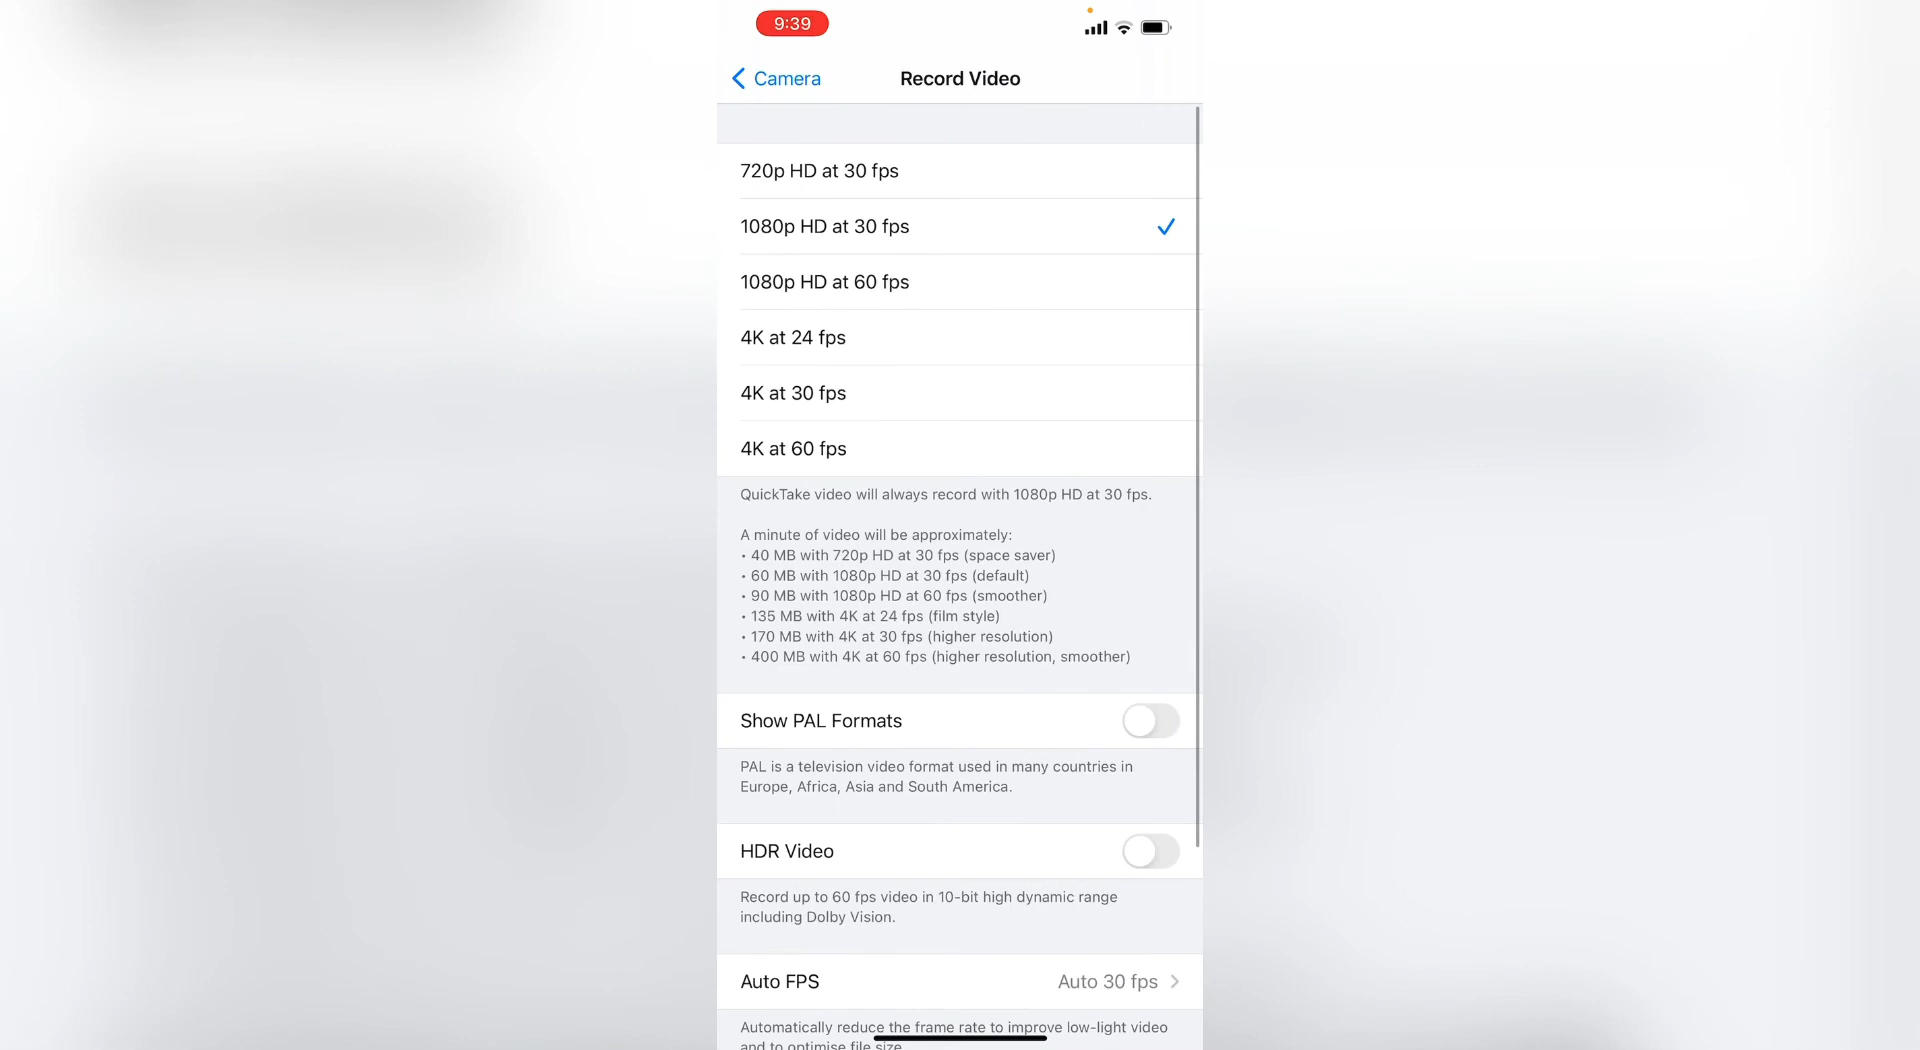 9:39
Camera
Record Video
720p HD at 30 fps
1080p HD at 30 fps
1080p HD at 60 fps
4K at 24 fps
4K at 30 fps
4K at 60 fps
QuickTake video will always record with 1080p HD at 30 fps.
A minute of video will be approximately:
• 40 MB with 720p HD at 30 fps (space saver)
• 60 MB with 1080p HD at 30 fps (default)
• 90 MB with 1080p HD at 60 fps (smoother)
• 135 MB with 4K at 24 fps (film style)
• 170 MB with 4K at 30 fps (higher resolution)
• 400 MB with 4K at 60 fps (higher resolution, smoother)
Show PAL Formats
PAL is a television video format used in many countries in
Europe, Africa, Asia and South America.
HDR Video
Record up to 60 fps video in 10-bit high dynamic range
including Dolby Vision.
Auto FPS Auto 30 fps
Automatically reduce the frame rate to improve low-light video
and to optimise file size